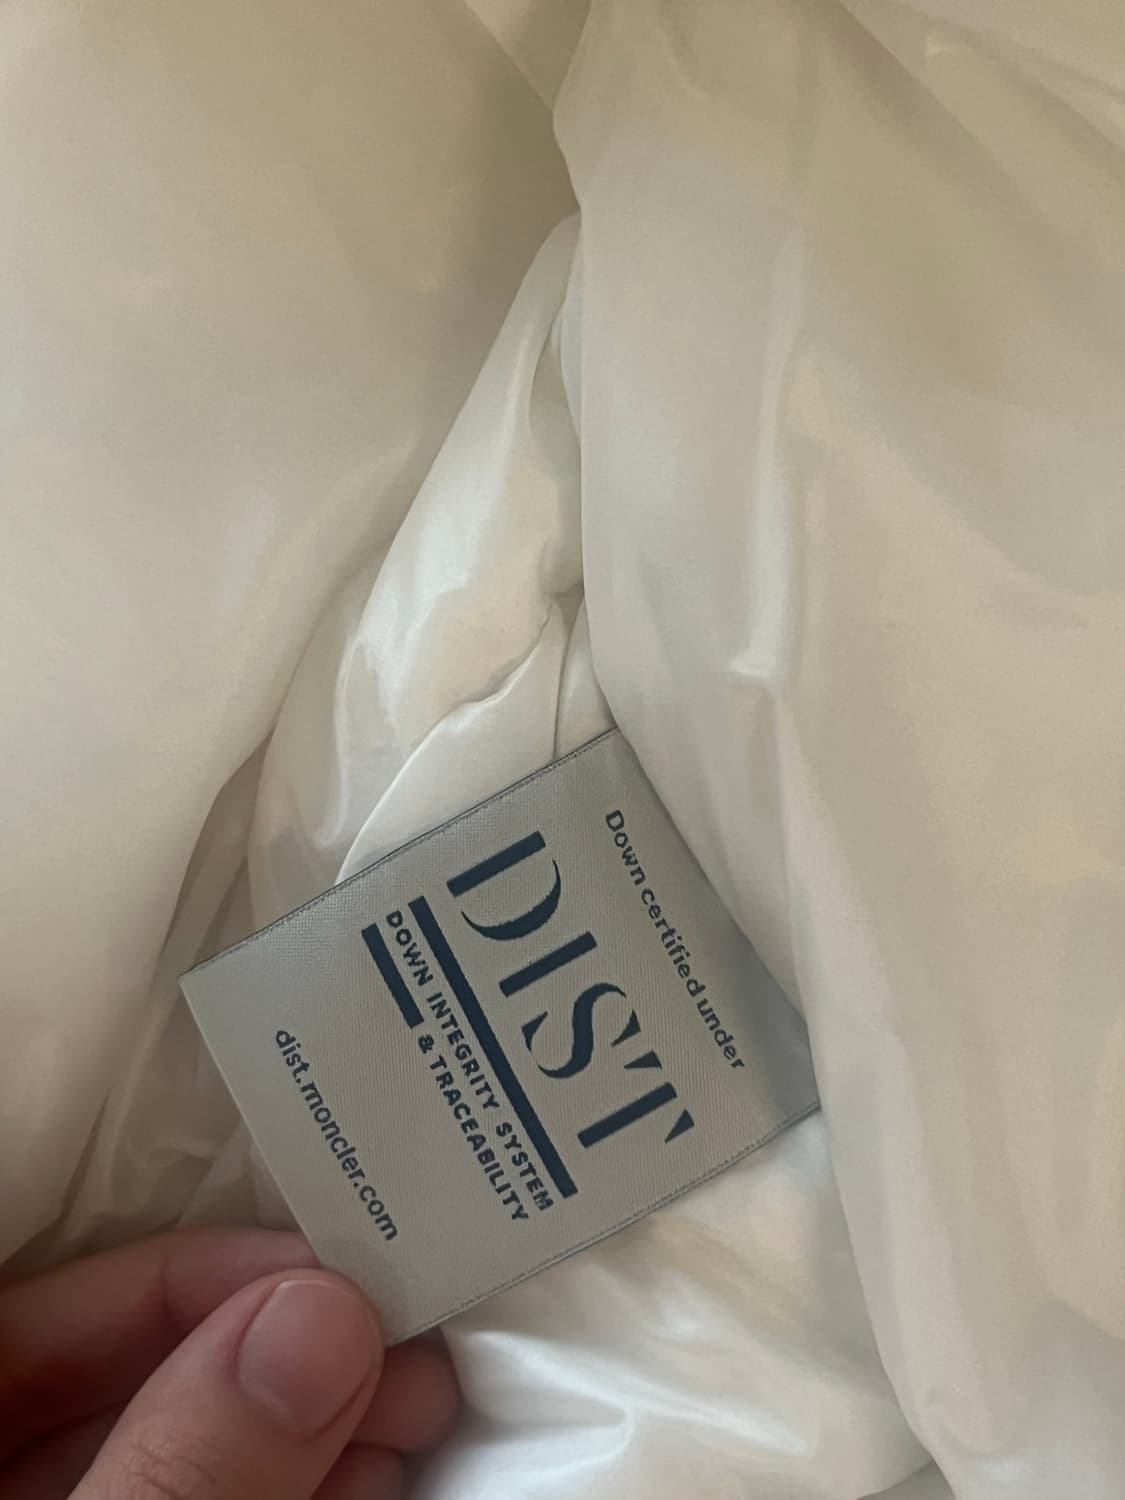 Down certified under
DIST
DOWN INTEGRITY SYSTEM
& TRACEABILITY
dist.moncler.com